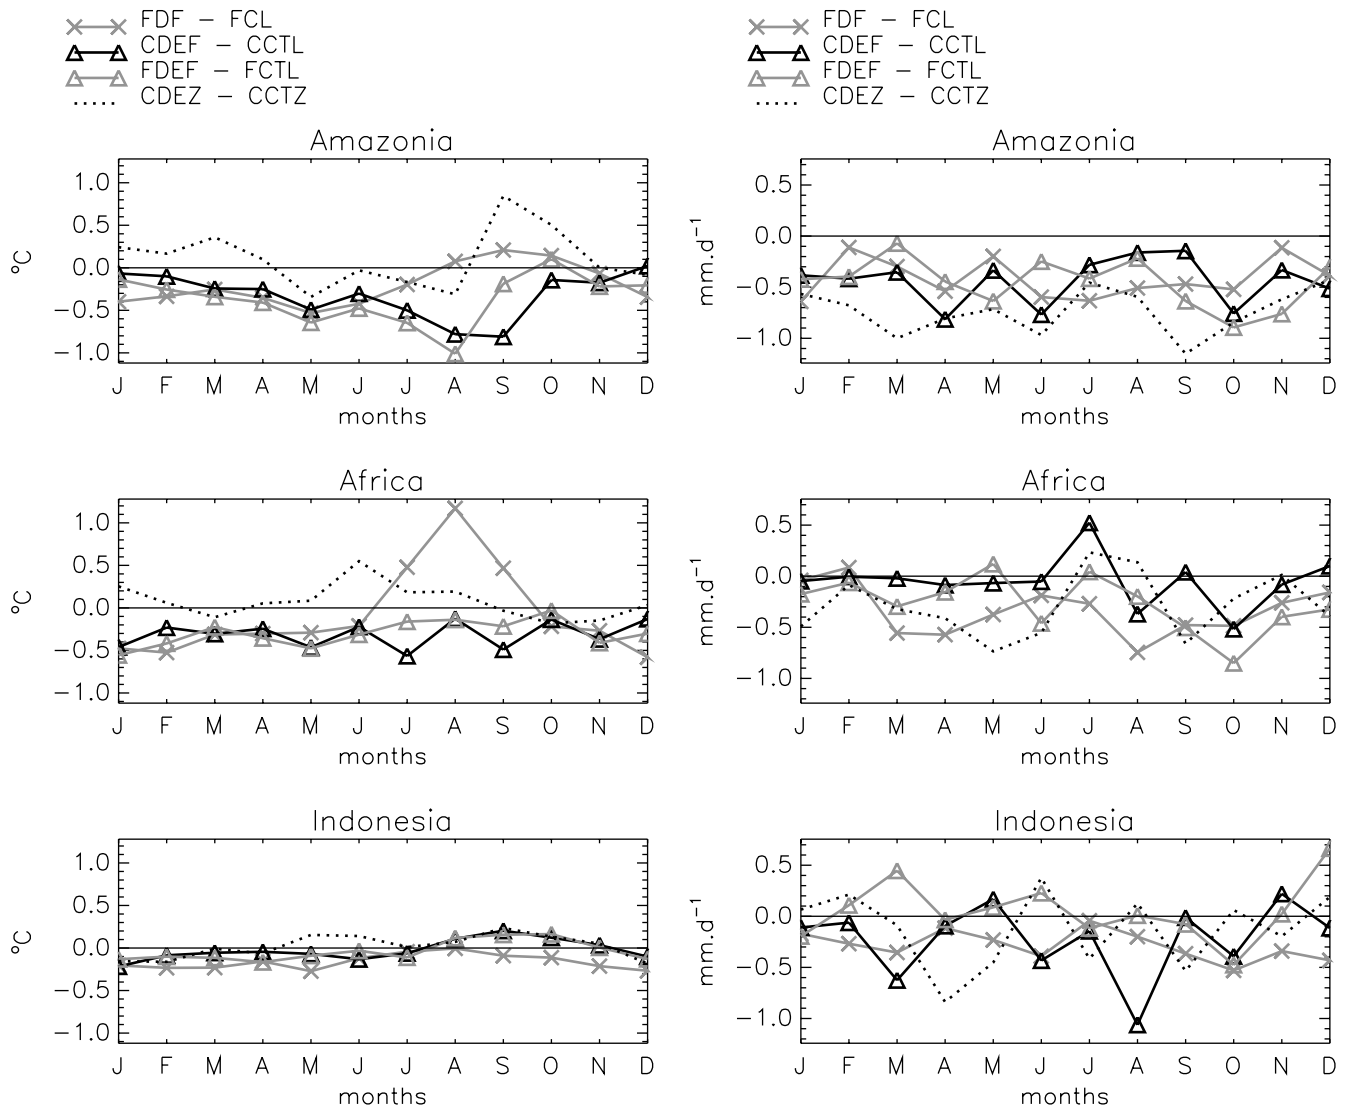 FDF − FCL
CDEF − CCTL
FDEF − FCTL
CDEZ − CCTZ
Amazonia
°C
1.0
0.5
0.0
−0.5
−1.0
J F M A M J J A S O N D
months
Africa
°C
1.0
0.5
0.0
−0.5
−1.0
J F M A M J J A S O N D
months
Indonesia
°C
1.0
0.5
0.0
−0.5
−1.0
J F M A M J J A S O N D
months
FDF − FCL
CDEF − CCTL
FDEF − FCTL
CDEZ − CCTZ
Amazonia
mm.d⁻¹
0.5
0.0
−0.5
−1.0
J F M A M J J A S O N D
months
Africa
mm.d⁻¹
0.5
0.0
−0.5
−1.0
J F M A M J J A S O N D
months
Indonesia
mm.d⁻¹
0.5
0.0
−0.5
−1.0
J F M A M J J A S O N D
months